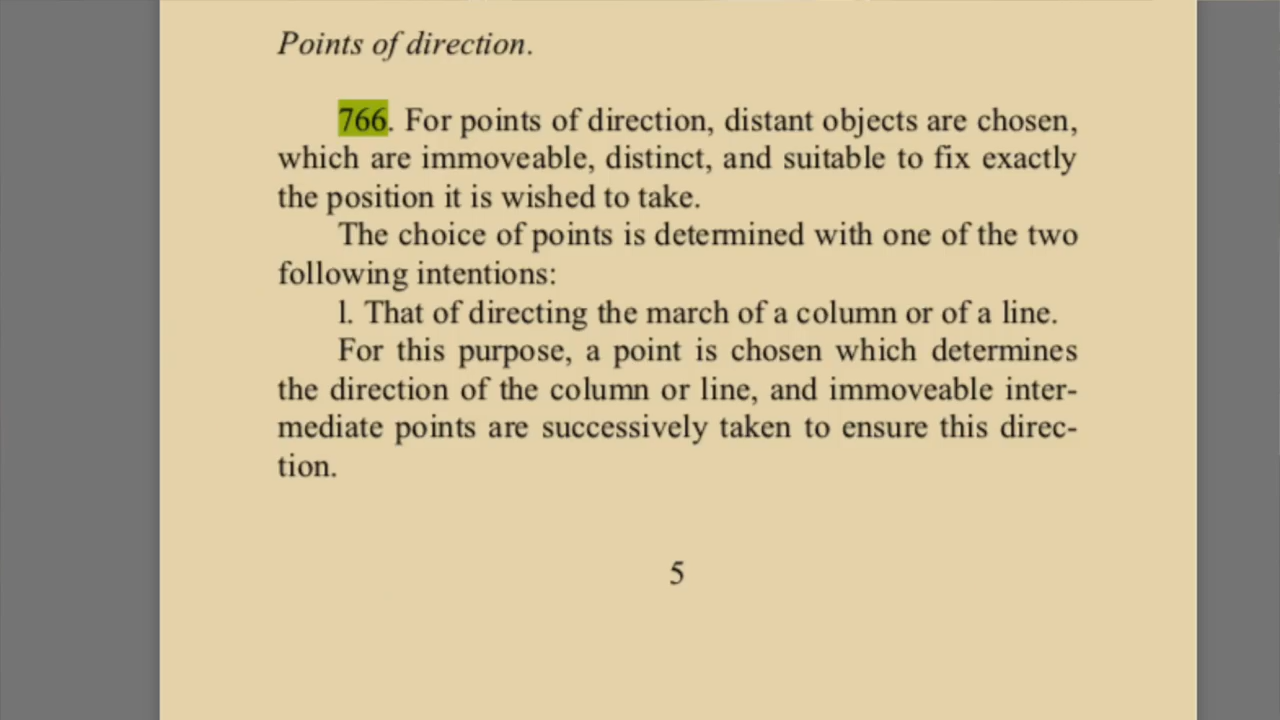 Points of direction.
766. For points of direction, distant objects are chosen,
which are immoveable, distinct, and suitable to fix exactly
the position it is wished to take.
The choice of points is determined with one of the two
following intentions:
l. That of directing the march of a column or of a line.
For this purpose, a point is chosen which determines
the direction of the column or line, and immoveable inter-
mediate points are successively taken to ensure this direc-
tion.
5